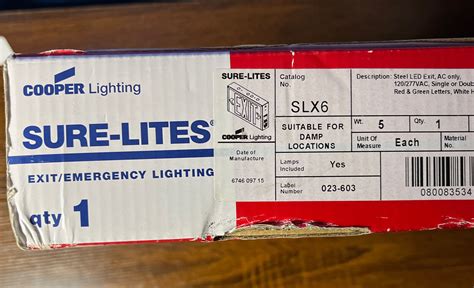 COOPER Lighting
SURE-LITES®
EXIT/EMERGENCY LIGHTING
qty 1
SURE-LITES
EXIT
COOPER Lighting
Date of
Manufacture
6746 097 15
Catalog
No.
SLX6
Description: Steel LED Exit, AC only,
120/277VAC, Single or Doub
Red & Green Letters, White H
SUITABLE FOR
DAMP
LOCATIONS
Wt. 5
Qty. 1
Unit Of
Measure
Each
Material
No.
Lamps
Included
Yes
Label
Number
023-603
080083534